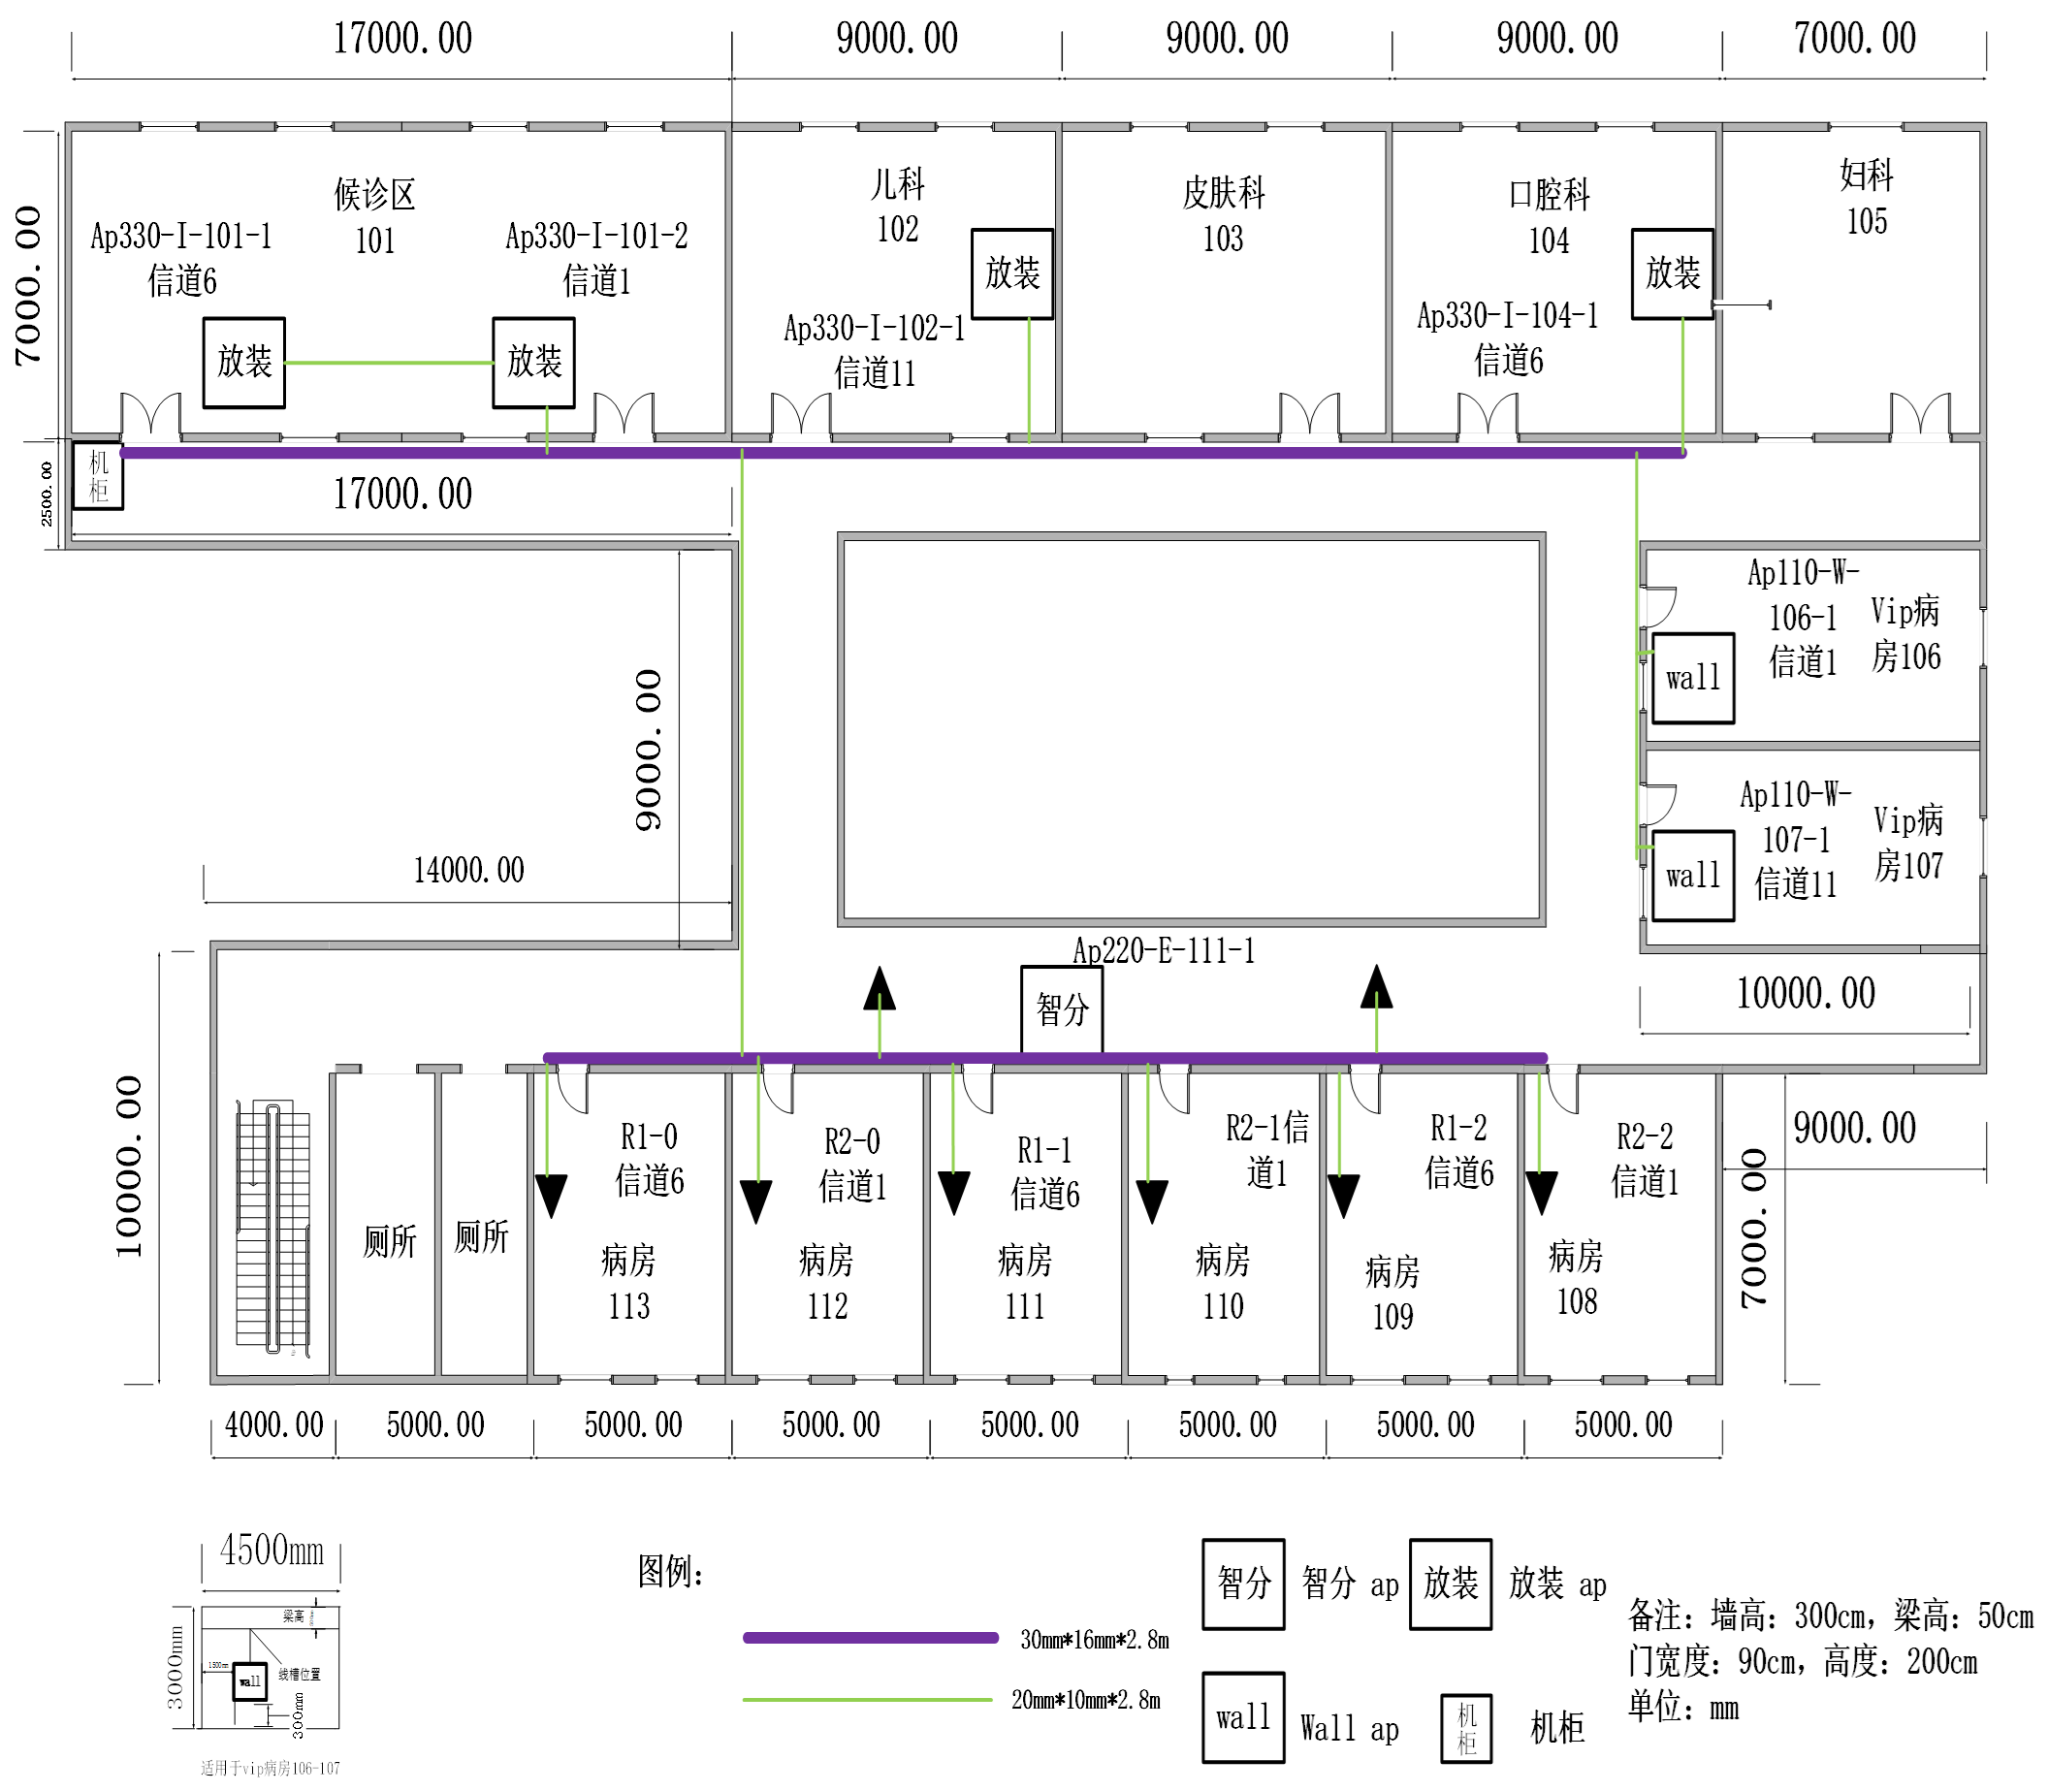 17000.00
9000.00
9000.00
9000.00
7000.00
7000.00
候诊区
101
Ap330-I-101-1
信道6
Ap330-I-101-2
信道1
放装
放装
儿科
102
放装
Ap330-I-102-1
信道11
皮肤科
103
口腔科
104
放装
Ap330-I-104-1
信道6
妇科
105
2500.00
机
柜
17000.00
9000.00
14000.00
Ap110-W-
106-1
信道1
Vip病
房106
wall
Ap110-W-
107-1
信道11
Vip病
房107
wall
10000.00
Ap220-E-111-1
智分
10000.00
厕所
厕所
R1-0
信道6
病房
113
R2-0
信道1
病房
112
R1-1
信道6
病房
111
R2-1信
道1
病房
110
R1-2
信道6
病房
109
R2-2
信道1
病房
108
9000.00
7000.00
4000.00
5000.00
5000.00
5000.00
5000.00
5000.00
5000.00
5000.00
4500mm
3000mm
梁高
线槽位置
wall
300mm
适用于vip病房106-107
图例：
30mm*16mm*2.8m
20mm*10mm*2.8m
智分
智分 ap
放装
放装 ap
wall
Wall ap
机
柜
机柜
备注：墙高：300cm，梁高：50cm
门宽度：90cm，高度：200cm
单位：mm